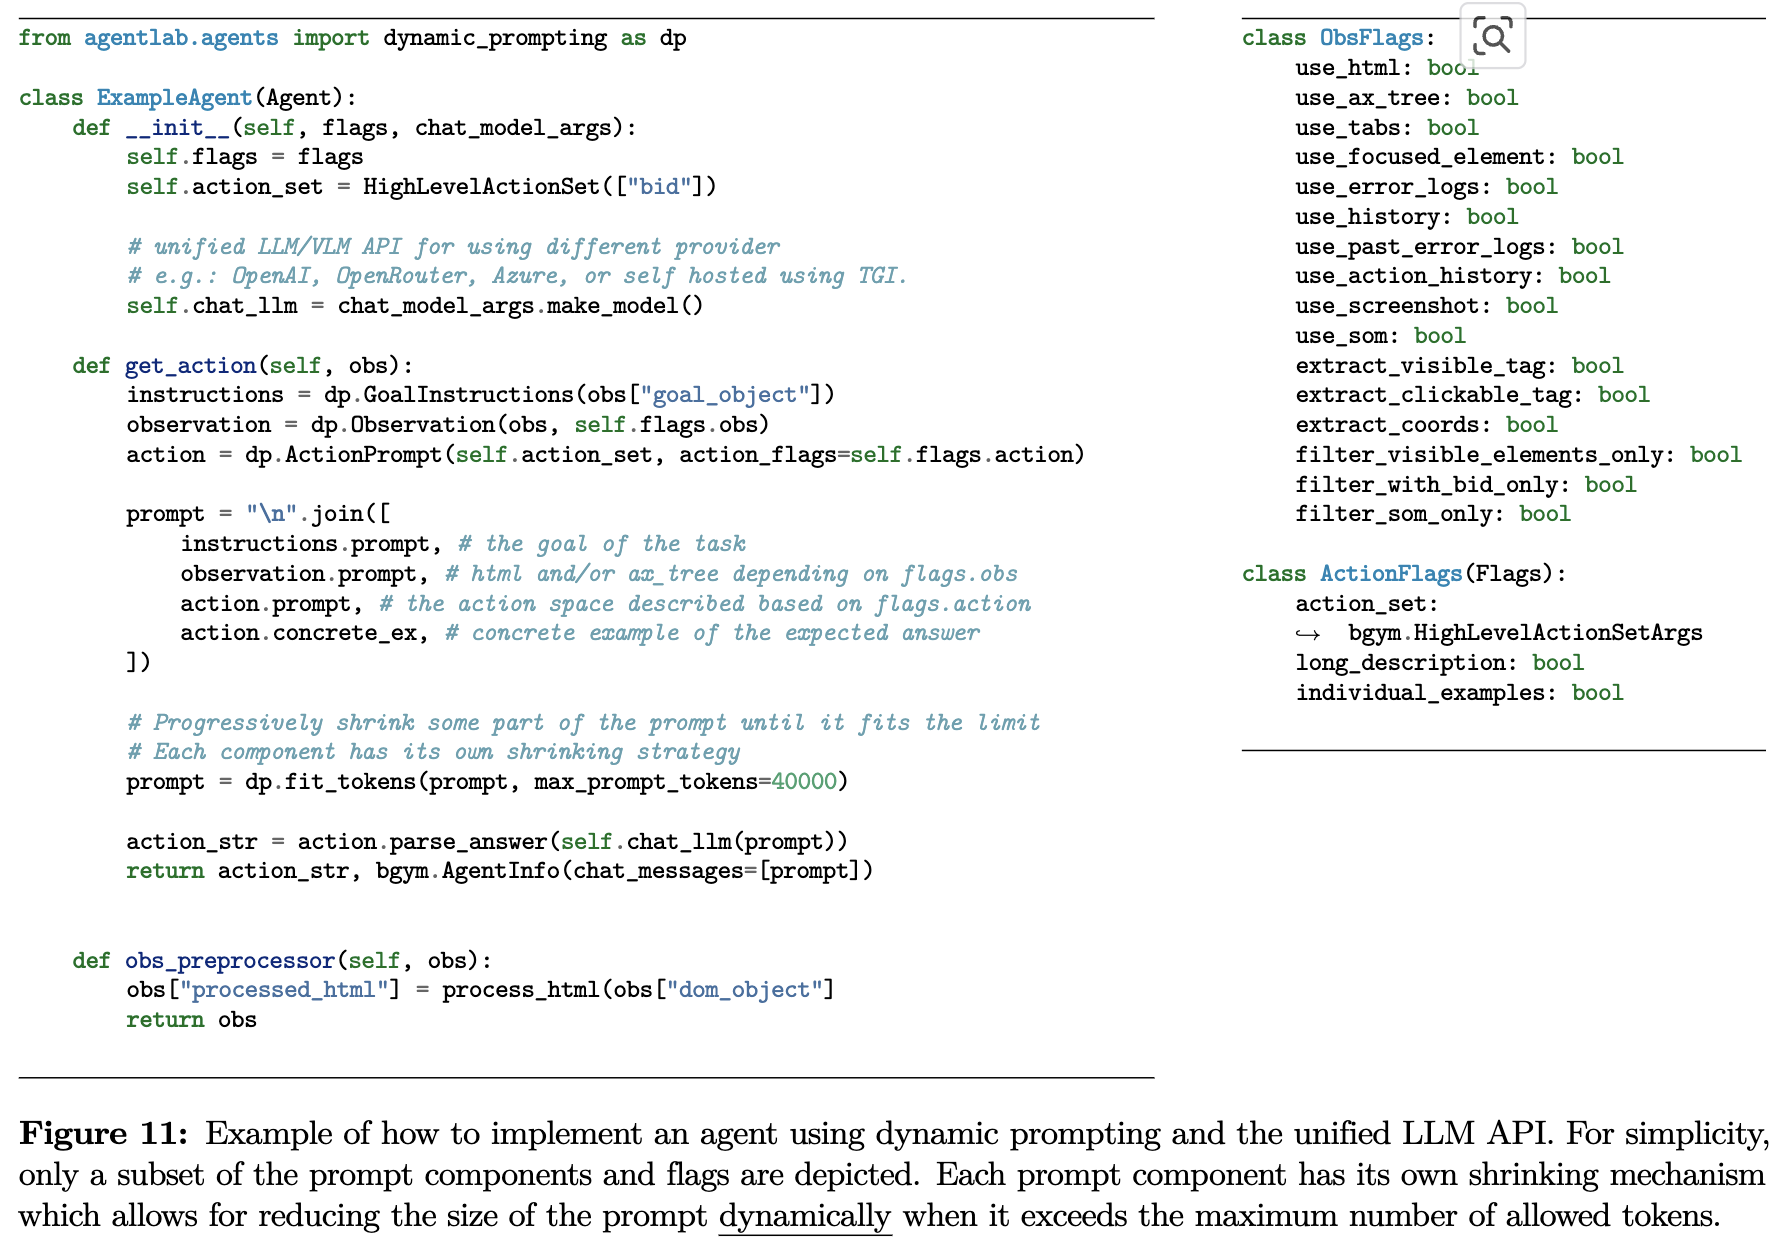 from agentlab.agents import dynamic_prompting as dp

class ExampleAgent(Agent):
    def __init__(self, flags, chat_model_args):
        self.flags = flags
        self.action_set = HighLevelActionSet(["bid"])

        # unified LLM/VLM API for using different provider
        # e.g.: OpenAI, OpenRouter, Azure, or self hosted using TGI.
        self.chat_llm = chat_model_args.make_model()

    def get_action(self, obs):
        instructions = dp.GoalInstructions(obs["goal_object"])
        observation = dp.Observation(obs, self.flags.obs)
        action = dp.ActionPrompt(self.action_set, action_flags=self.flags.action)

        prompt = "\n".join([
            instructions.prompt, # the goal of the task
            observation.prompt, # html and/or ax_tree depending on flags.obs
            action.prompt, # the action space described based on flags.action
            action.concrete_ex, # concrete example of the expected answer
        ])

        # Progressively shrink some part of the prompt until it fits the limit
        # Each component has its own shrinking strategy
        prompt = dp.fit_tokens(prompt, max_prompt_tokens=40000)

        action_str = action.parse_answer(self.chat_llm(prompt))
        return action_str, bgym.AgentInfo(chat_messages=[prompt])

    def obs_preprocessor(self, obs):
        obs["processed_html"] = process_html(obs["dom_object"]
        return obs

class ObsFlags:
    use_html: bool
    use_ax_tree: bool
    use_tabs: bool
    use_focused_element: bool
    use_error_logs: bool
    use_history: bool
    use_past_error_logs: bool
    use_action_history: bool
    use_screenshot: bool
    use_som: bool
    extract_visible_tag: bool
    extract_clickable_tag: bool
    extract_coords: bool
    filter_visible_elements_only: bool
    filter_with_bid_only: bool
    filter_som_only: bool

class ActionFlags(Flags):
    action_set:
    ↪ bgym.HighLevelActionSetArgs
    long_description: bool
    individual_examples: bool

Figure 11: Example of how to implement an agent using dynamic prompting and the unified LLM API. For simplicity,
only a subset of the prompt components and flags are depicted. Each prompt component has its own shrinking mechanism
which allows for reducing the size of the prompt dynamically when it exceeds the maximum number of allowed tokens.